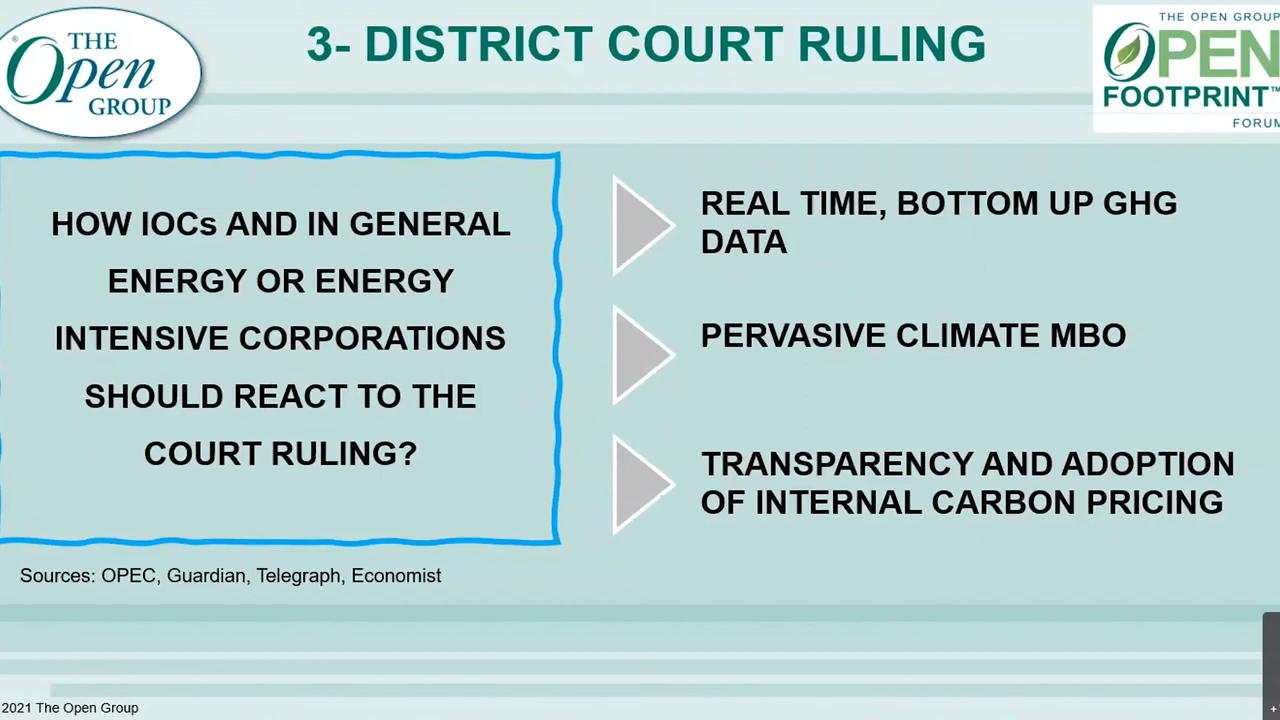 THE
Open
GROUP
®
3- DISTRICT COURT RULING
THE OPEN GROUP
OPEN
FOOTPRINT™
FORUM
HOW IOCs AND IN GENERAL
ENERGY OR ENERGY
INTENSIVE CORPORATIONS
SHOULD REACT TO THE
COURT RULING?
REAL TIME, BOTTOM UP GHG
DATA
PERVASIVE CLIMATE MBO
TRANSPARENCY AND ADOPTION
OF INTERNAL CARBON PRICING
Sources: OPEC, Guardian, Telegraph, Economist
2021 The Open Group
+